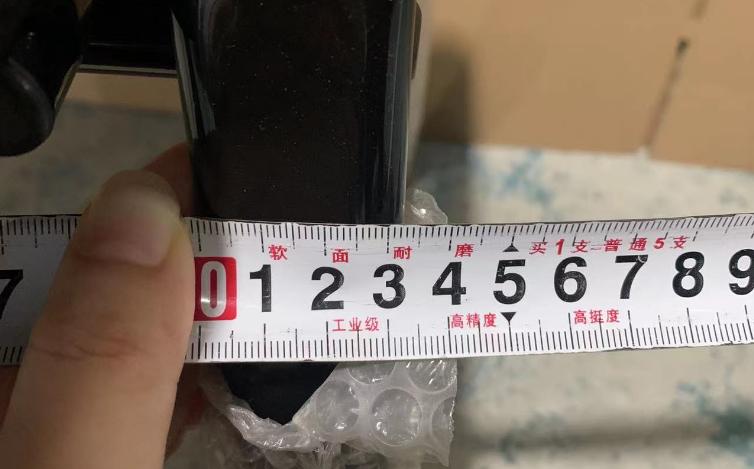 软面耐磨 买1支=普通5支
7 0 1 2 3 4 5 6 7 8 9
工业级 高精度 高挺度